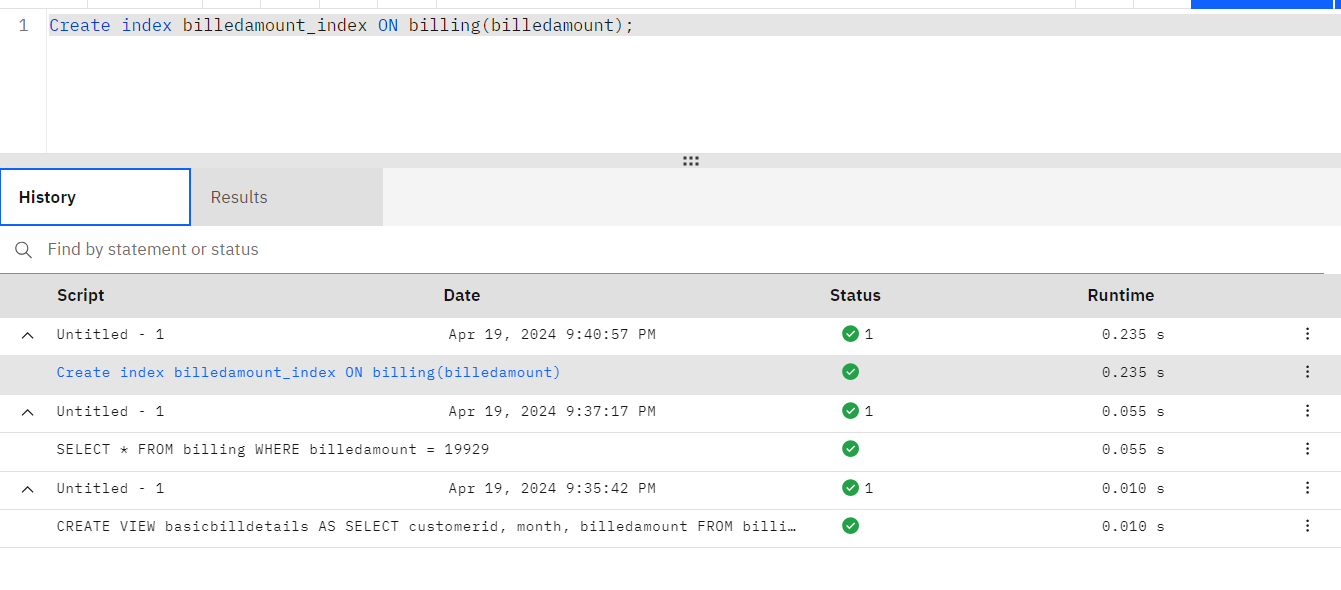 1 Create index billedamount_index ON billing(billedamount);
History Results
Find by statement or status
Script Date Status Runtime
Untitled - 1 Apr 19, 2024 9:40:57 PM 1 0.235 s
Create index billedamount_index ON billing(billedamount) 0.235 s
Untitled - 1 Apr 19, 2024 9:37:17 PM 1 0.055 s
SELECT * FROM billing WHERE billedamount = 19929 0.055 s
Untitled - 1 Apr 19, 2024 9:35:42 PM 1 0.010 s
CREATE VIEW basicbilldetails AS SELECT customerid, month, billedamount FROM billi… 0.010 s